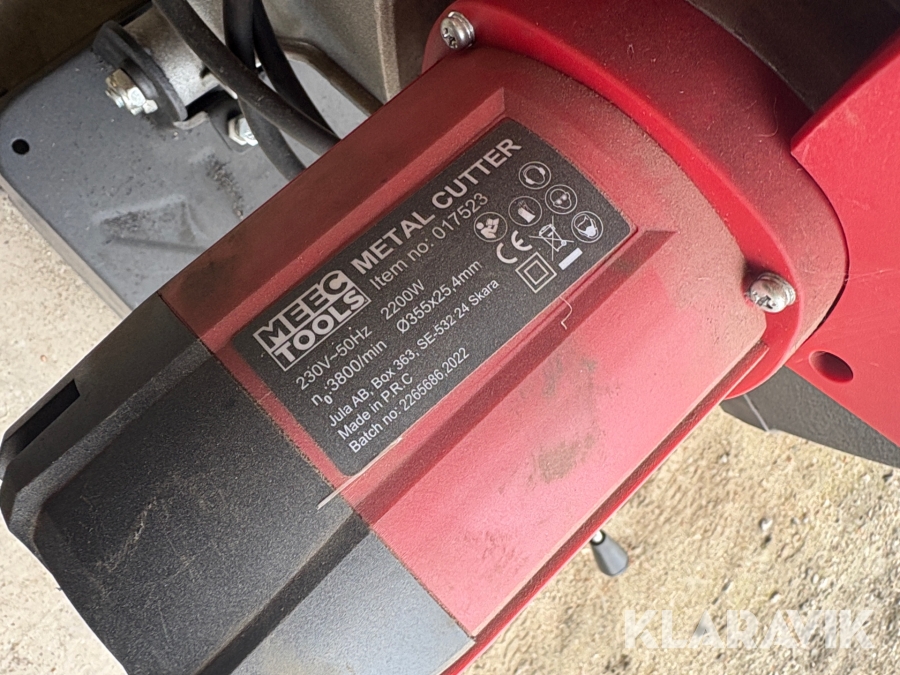 MEEC
TOOLS
METAL CUTTER
Item no: 017523
230V~50Hz 2200W
n₀:3800/min Ø355x25.4mm
Jula AB, Box 363, SE-532 24 Skara
Made in P.R.C
Batch no: 2265686,2022
CE
KLARAVIK